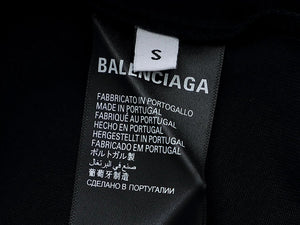 S
BALENCIAGA
FABBRICATO IN PORTOGALLO
MADE IN PORTUGAL
FABRIQUÉ AU PORTUGAL
HECHO EN PORTUGAL
HERGESTELLT IN PORTUGAL
FABRICADO EM PORTUGAL
ポルトガル製
صنع في البرتغال
葡萄牙制造
СДЕЛАНО В ПОРТУГАЛИИ